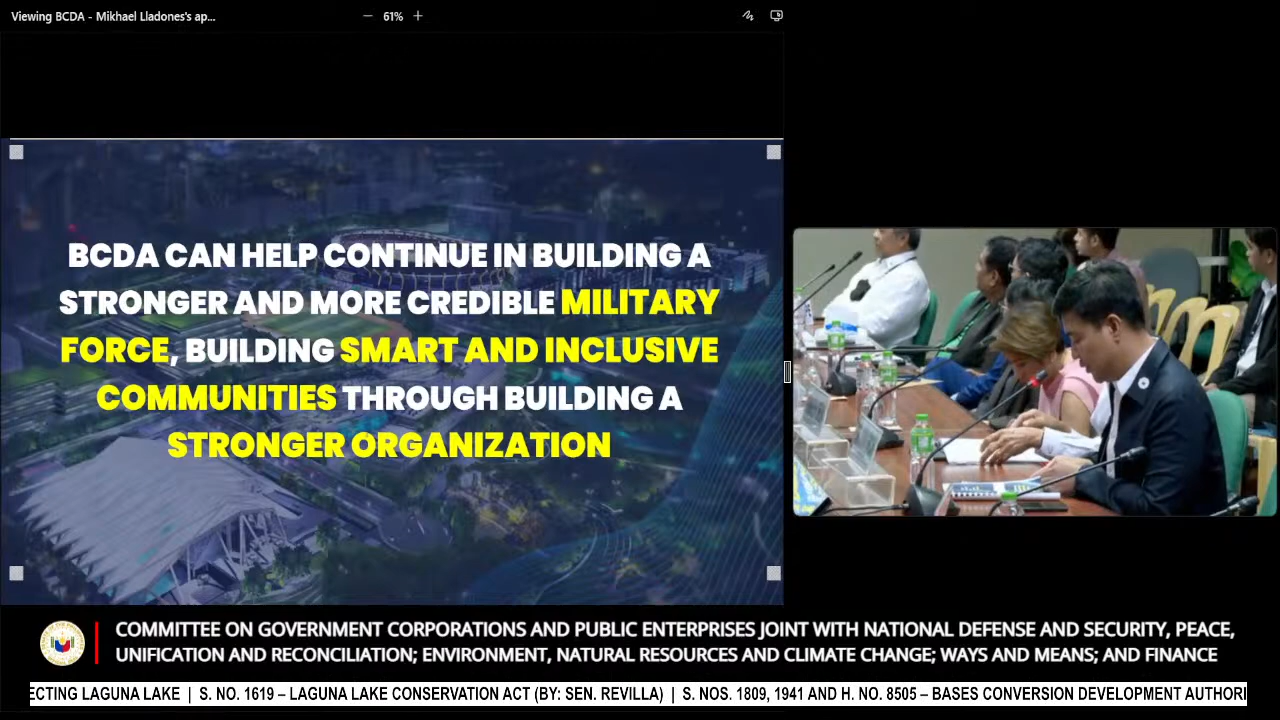 Viewing BCDA - Mikhael Lladones's ap...
61%
BCDA CAN HELP CONTINUE IN BUILDING A
STRONGER AND MORE CREDIBLE MILITARY
FORCE, BUILDING SMART AND INCLUSIVE
COMMUNITIES THROUGH BUILDING A
STRONGER ORGANIZATION
COMMITTEE ON GOVERNMENT CORPORATIONS AND PUBLIC ENTERPRISES JOINT WITH NATIONAL DEFENSE AND SECURITY, PEACE,
UNIFICATION AND RECONCILIATION; ENVIRONMENT, NATURAL RESOURCES AND CLIMATE CHANGE; WAYS AND MEANS; AND FINANCE
ECTING LAGUNA LAKE | S. NO. 1619 – LAGUNA LAKE CONSERVATION ACT (BY: SEN. REVILLA) | S. NOS. 1809, 1941 AND H. NO. 8505 – BASES CONVERSION DEVELOPMENT AUTHORI